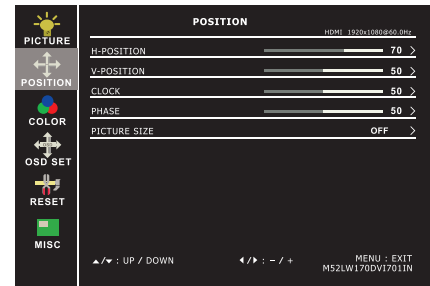 POSITION
HDMI 1920x1080@60.0Hz
PICTURE
POSITION
COLOR
OSD
OSD SET
RESET
MISC
H-POSITION 70 >
V-POSITION 50 >
CLOCK 50 >
PHASE 50 >
PICTURE SIZE OFF >
▲/▼ : UP / DOWN ◀/▶ : – / + MENU : EXIT
M52LW170DVI701IN